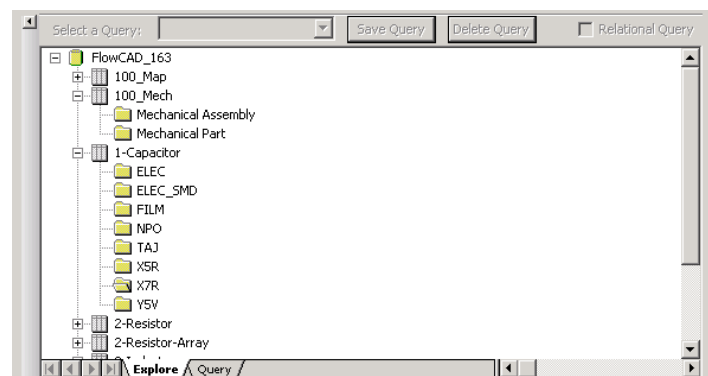 Select a Query: Save Query Delete Query Relational Query
FlowCAD_163
100_Map
100_Mech
Mechanical Assembly
Mechanical Part
1-Capacitor
ELEC
ELEC_SMD
FILM
NPO
TAJ
X5R
X7R
Y5V
2-Resistor
2-Resistor-Array
Explore Query